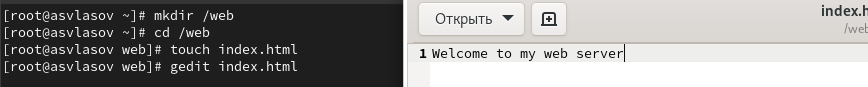 [root@asvlasov ~]# mkdir /web
[root@asvlasov ~]# cd /web
[root@asvlasov web]# touch index.html
[root@asvlasov web]# gedit index.html
Открыть
index.h
/web
1 Welcome to my web server